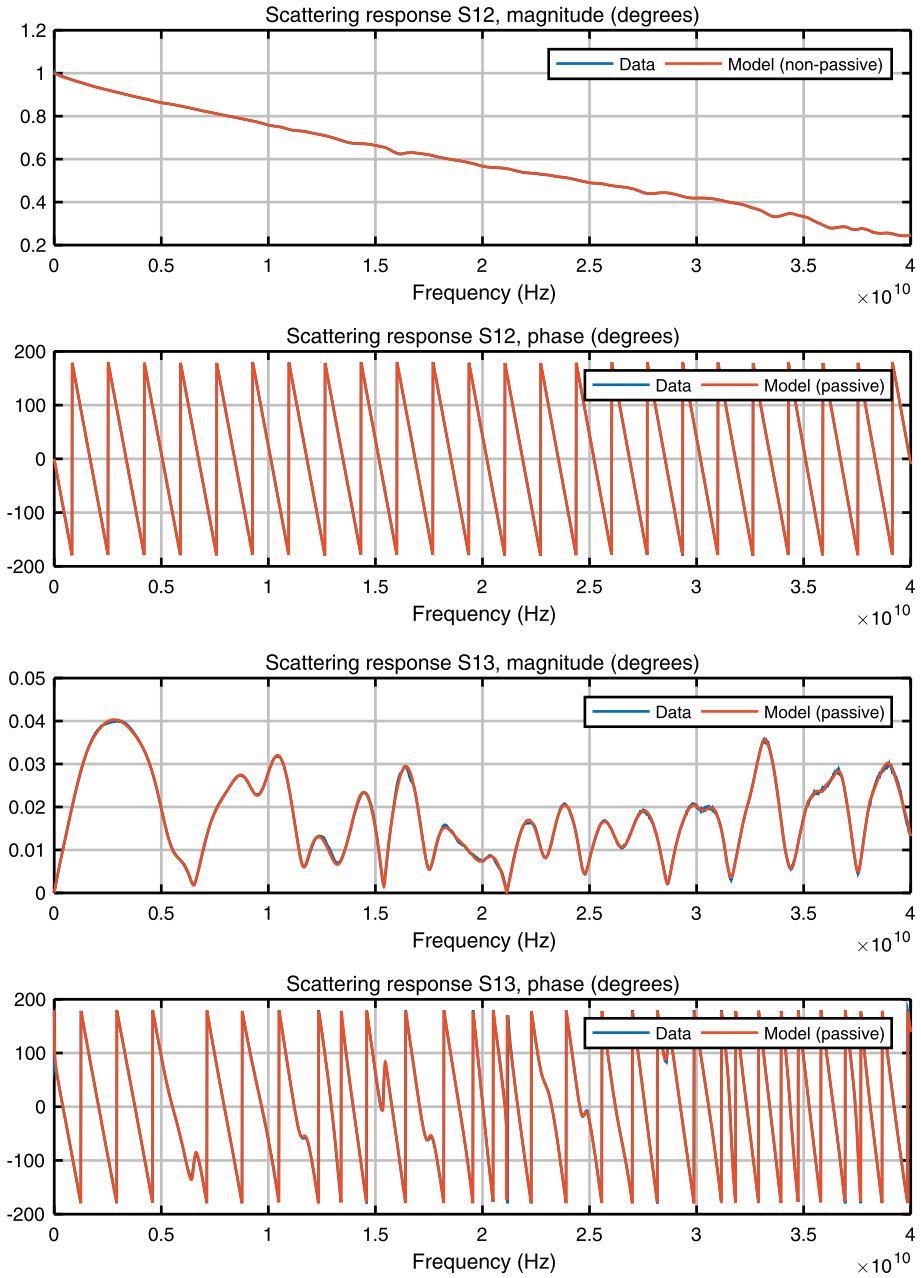 Scattering response S12, magnitude (degrees)
1.2
1
0.8
0.6
0.4
0.2
Data Model (non-passive)
0 0.5 1 1.5 2 2.5 3 3.5 4
Frequency (Hz)
×10^10
Scattering response S12, phase (degrees)
200
100
0
-100
-200
Data Model (passive)
0 0.5 1 1.5 2 2.5 3 3.5 4
Frequency (Hz)
×10^10
Scattering response S13, magnitude (degrees)
0.05
0.04
0.03
0.02
0.01
0
Data Model (passive)
0 0.5 1 1.5 2 2.5 3 3.5 4
Frequency (Hz)
×10^10
Scattering response S13, phase (degrees)
200
100
0
-100
-200
Data Model (passive)
0 0.5 1 1.5 2 2.5 3 3.5 4
Frequency (Hz)
×10^10